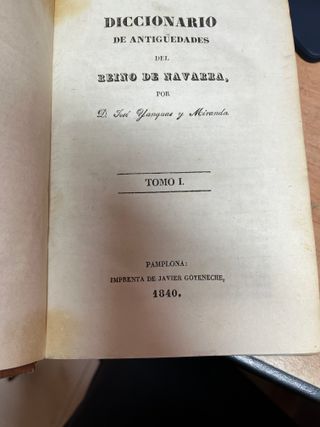 DICCIONARIO
DE ANTIGÜEDADES
DEL
REINO DE NAVARRA,
POR
D. José Yanguas y Miranda.
TOMO I.
PAMPLONA:
IMPRENTA DE JAVIER GOYENECHE,
1840.